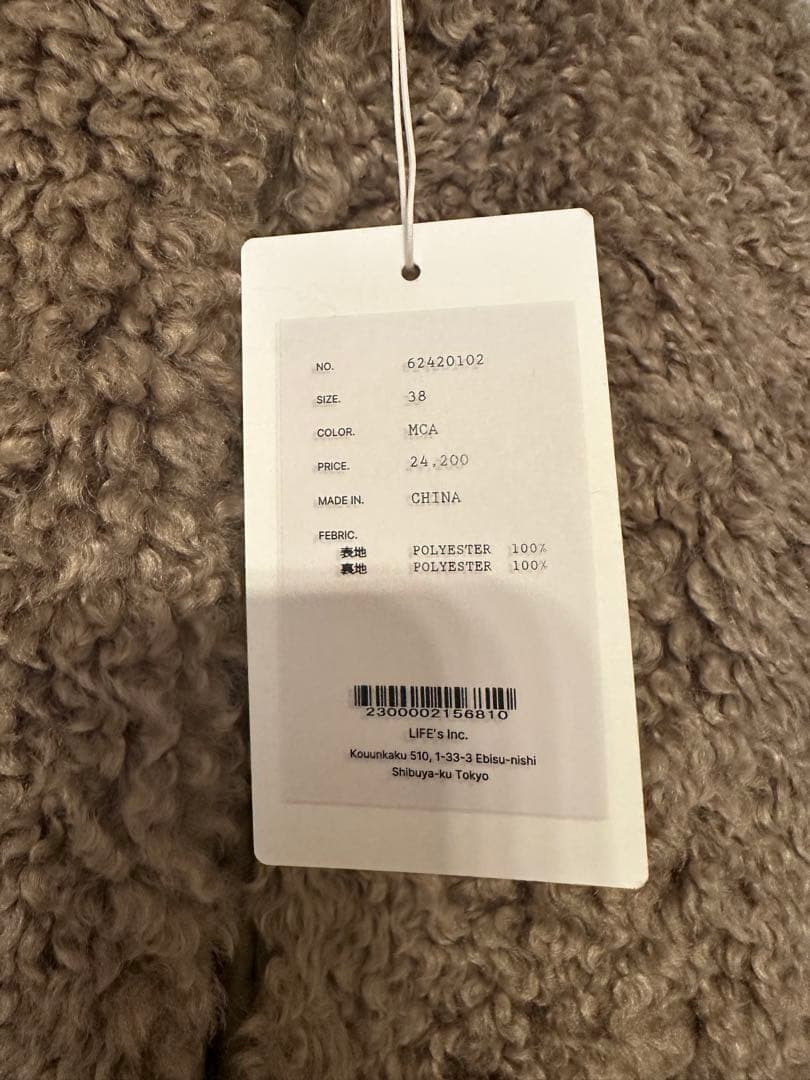 NO. 62420102
SIZE. 38
COLOR. MCA
PRICE. 24,200
MADE IN. CHINA
FEBRIC.
表地 POLYESTER 100%
裏地 POLYESTER 100%
2300002156810
LIFE's Inc.
Kouunkaku 510, 1-33-3 Ebisu-nishi
Shibuya-ku Tokyo